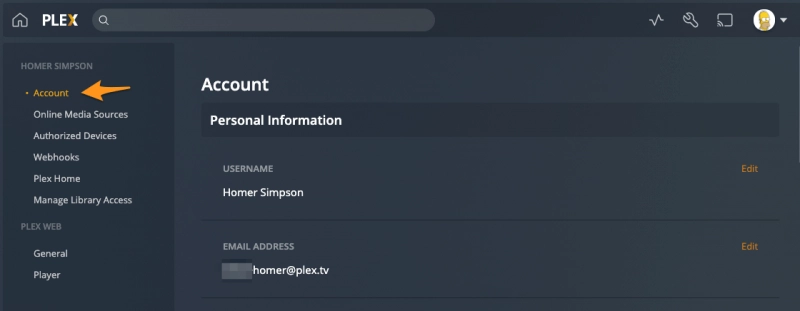 PLEX
HOMER SIMPSON
Account
Online Media Sources
Authorized Devices
Webhooks
Plex Home
Manage Library Access
PLEX WEB
General
Player
Account
Personal Information
USERNAME
Edit
Homer Simpson
EMAIL ADDRESS
Edit
homer@plex.tv